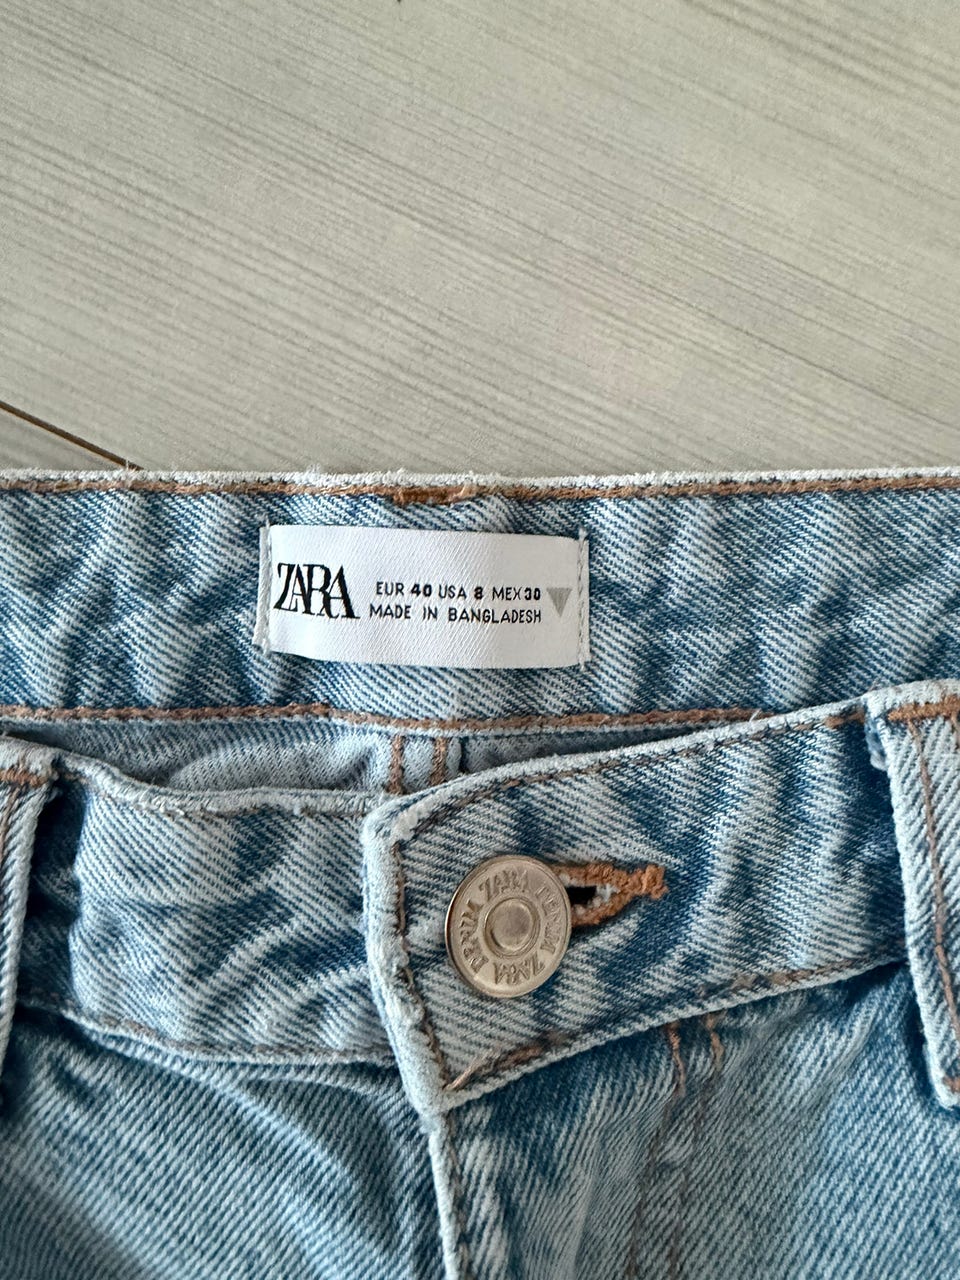 ZARA
EUR 40 USA 8 MEX 30
MADE IN BANGLADESH
ZARA DENIM ZARA DENIM